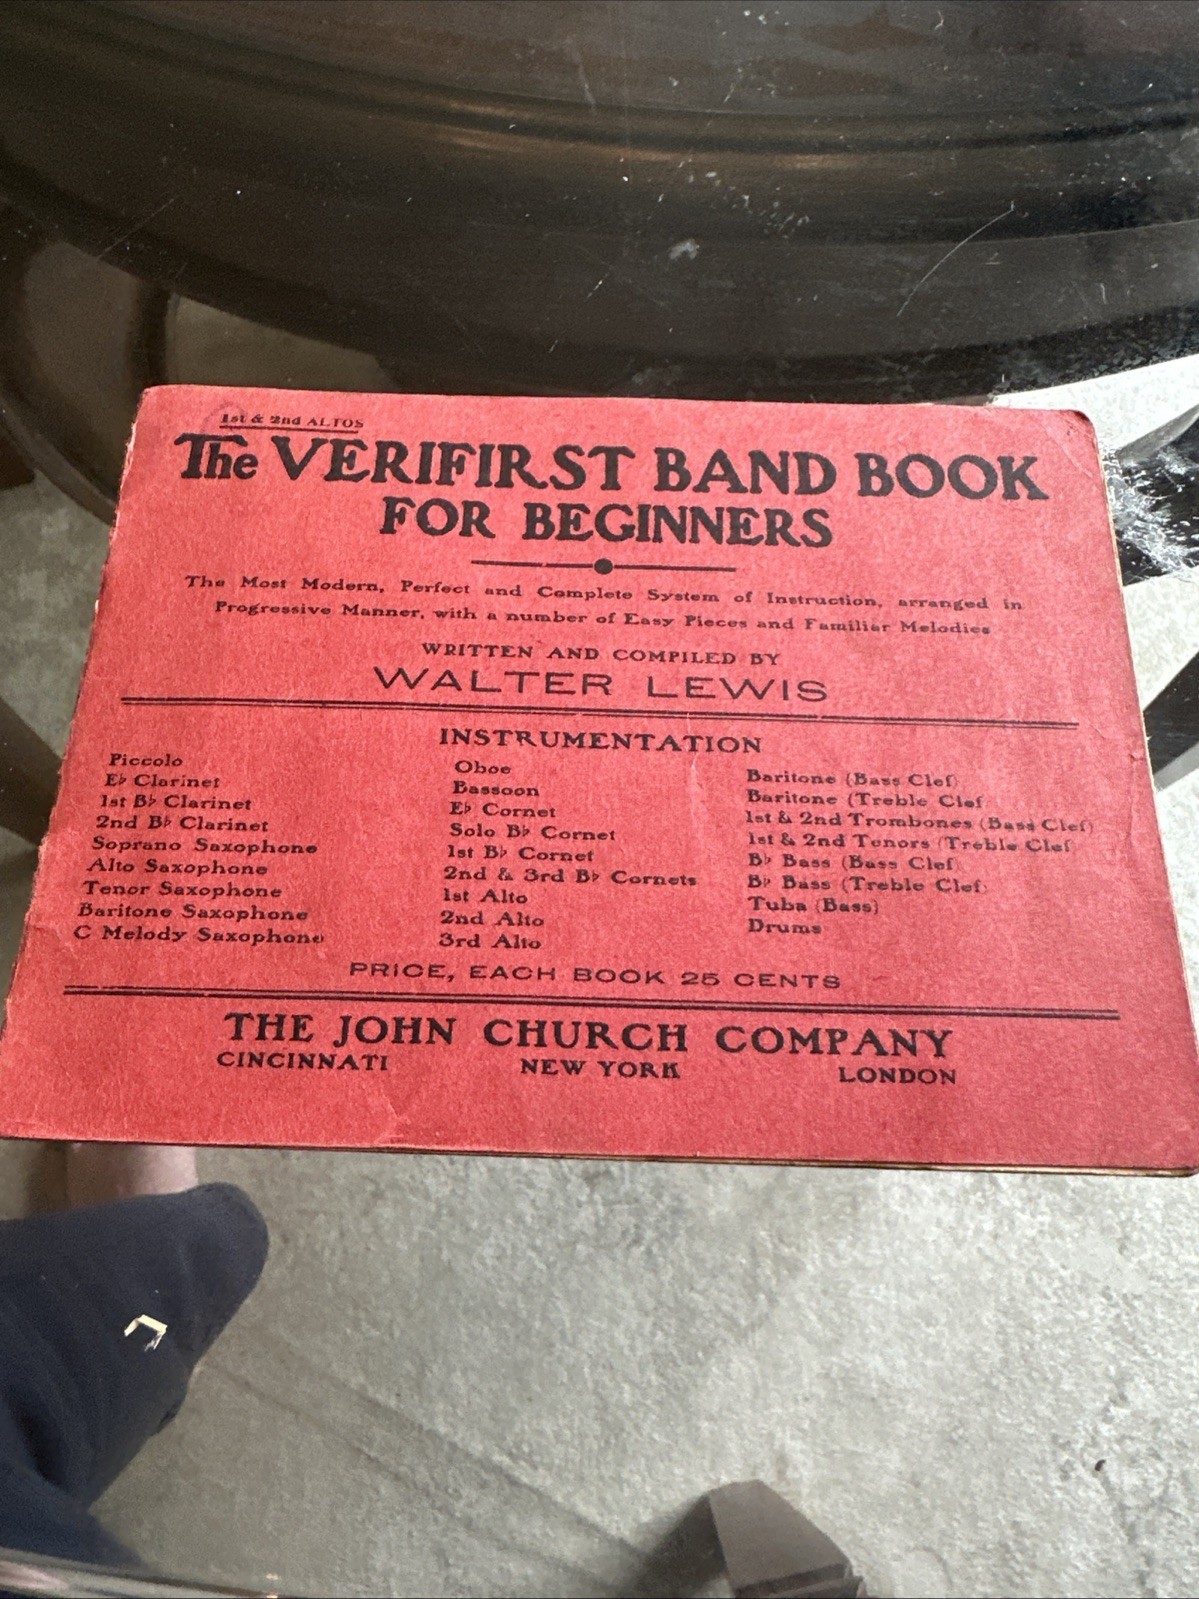 1st & 2nd ALTOS
The VERIFIRST BAND BOOK
FOR BEGINNERS
The Most Modern, Perfect and Complete System of Instruction, arranged in
Progressive Manner, with a number of Easy Pieces and Familiar Melodies
WRITTEN AND COMPILED BY
WALTER LEWIS
INSTRUMENTATION
Piccolo
E♭ Clarinet
1st B♭ Clarinet
2nd B♭ Clarinet
Soprano Saxophone
Alto Saxophone
Tenor Saxophone
Baritone Saxophone
C Melody Saxophone
Oboe
Bassoon
E♭ Cornet
Solo B♭ Cornet
1st B♭ Cornet
2nd & 3rd B♭ Cornets
1st Alto
2nd Alto
3rd Alto
Baritone (Bass Clef)
Baritone (Treble Clef
1st & 2nd Trombones (Bass Clef)
1st & 2nd Tenors (Treble Clef
B♭ Bass (Bass Clef)
B♭ Bass (Treble Clef)
Tuba (Bass)
Drums
PRICE, EACH BOOK 25 CENTS
THE JOHN CHURCH COMPANY
CINCINNATI NEW YORK LONDON